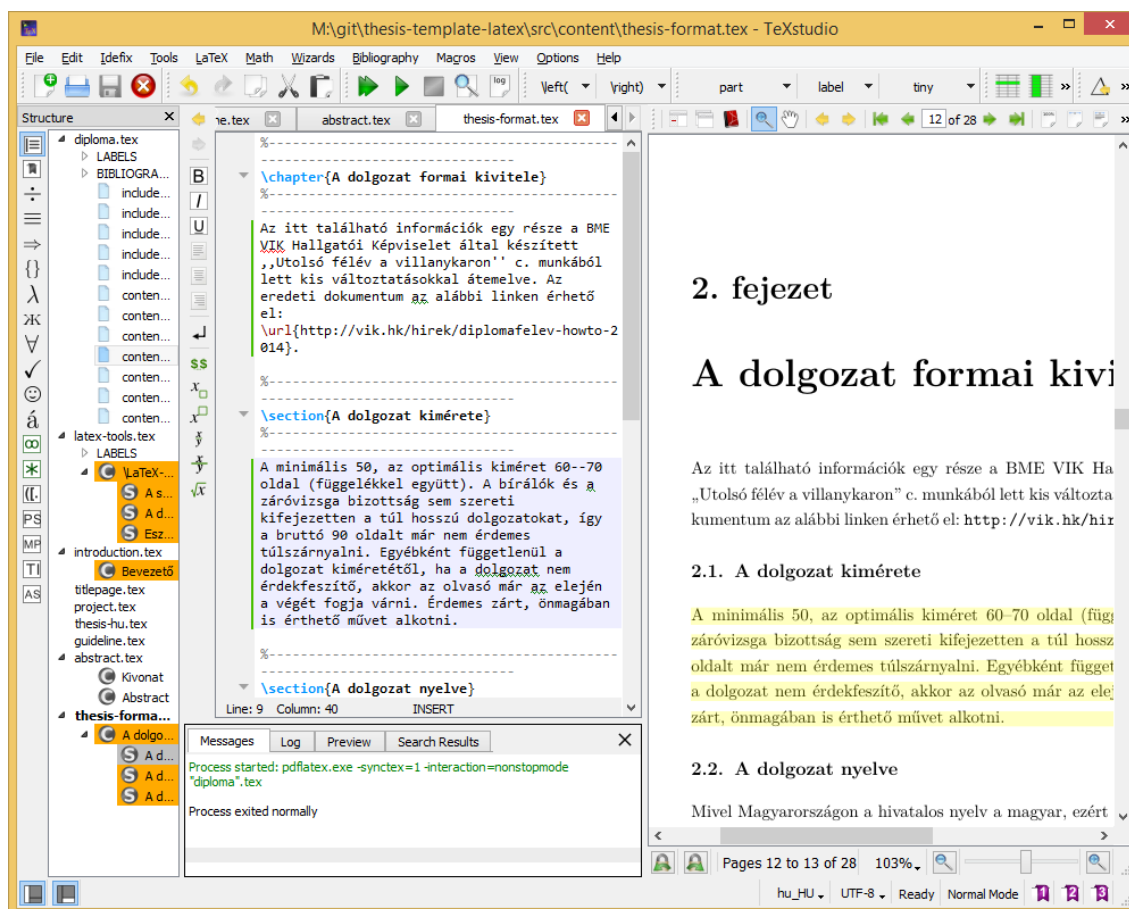 M:\git\thesis-template-latex\src\content\thesis-format.tex - TeXstudio
File Edit Idefix Tools LaTeX Math Wizards Bibliography Macros View Options Help
log \left( \right) part label tiny
Structure
ne.tex abstract.tex thesis-format.tex
12 of 28
diploma.tex
LABELS
BIBLIOGRA...
include...
include...
include...
include...
include...
conten...
conten...
conten...
conten...
conten...
conten...
conten...
latex-tools.tex
LABELS
\LaTeX-...
A s...
A d...
Esz...
introduction.tex
Bevezető
titlepage.tex
project.tex
thesis-hu.tex
guideline.tex
abstract.tex
Kivonat
Abstract
thesis-forma...
A dolgo...
A d...
A d...
A d...
%------------------------------------------
------------------------------
\chapter{A dolgozat formai kivitele}
%------------------------------------------
------------------------------
Az itt található információk egy része a BME
VIK Hallgatói Képviselet által készített
,,Utolsó félév a villanykaron'' c. munkából
lett kis változtatásokkal átemelve. Az
eredeti dokumentum az alábbi linken érhető
el:
\url{http://vik.hk/hirek/diplomafelev-howto-2
014}.
%------------------------------------------
------------------------------
\section{A dolgozat kimérete}
%------------------------------------------
------------------------------
A minimális 50, az optimális kiméret 60--70
oldal (függelékkel együtt). A bírálók és a
záróvizsga bizottság sem szereti
kifejezetten a túl hosszú dolgozatokat, így
a bruttó 90 oldalt már nem érdemes
túlszárnyalni. Egyébként függetlenül a
dolgozat kiméretétől, ha a dolgozat nem
érdekfeszítő, akkor az olvasó már az elején
a végét fogja várni. Érdemes zárt, önmagában
is érthető művet alkotni.
%------------------------------------------
------------------------------
\section{A dolgozat nyelve}
Line: 9 Column: 40 INSERT
Messages Log Preview Search Results
Process started: pdflatex.exe -synctex=1 -interaction=nonstopmode
"diploma".tex
Process exited normally
2. fejezet
A dolgozat formai kivi
Az itt található információk egy része a BME VIK Ha
„Utolsó félév a villanykaron” c. munkából lett kis változta
kumentum az alábbi linken érhető el: http://vik.hk/hir
2.1. A dolgozat kimérete
A minimális 50, az optimális kiméret 60–70 oldal (függ
záróvizsga bizottság sem szereti kifejezetten a túl hossz
oldalt már nem érdemes túlszárnyalni. Egyébként függet
a dolgozat nem érdekfeszítő, akkor az olvasó már az elej
zárt, önmagában is érthető művet alkotni.
2.2. A dolgozat nyelve
Mivel Magyarországon a hivatalos nyelv a magyar, ezért
Pages 12 to 13 of 28 103%
hu_HU UTF-8 Ready Normal Mode 1 2 3